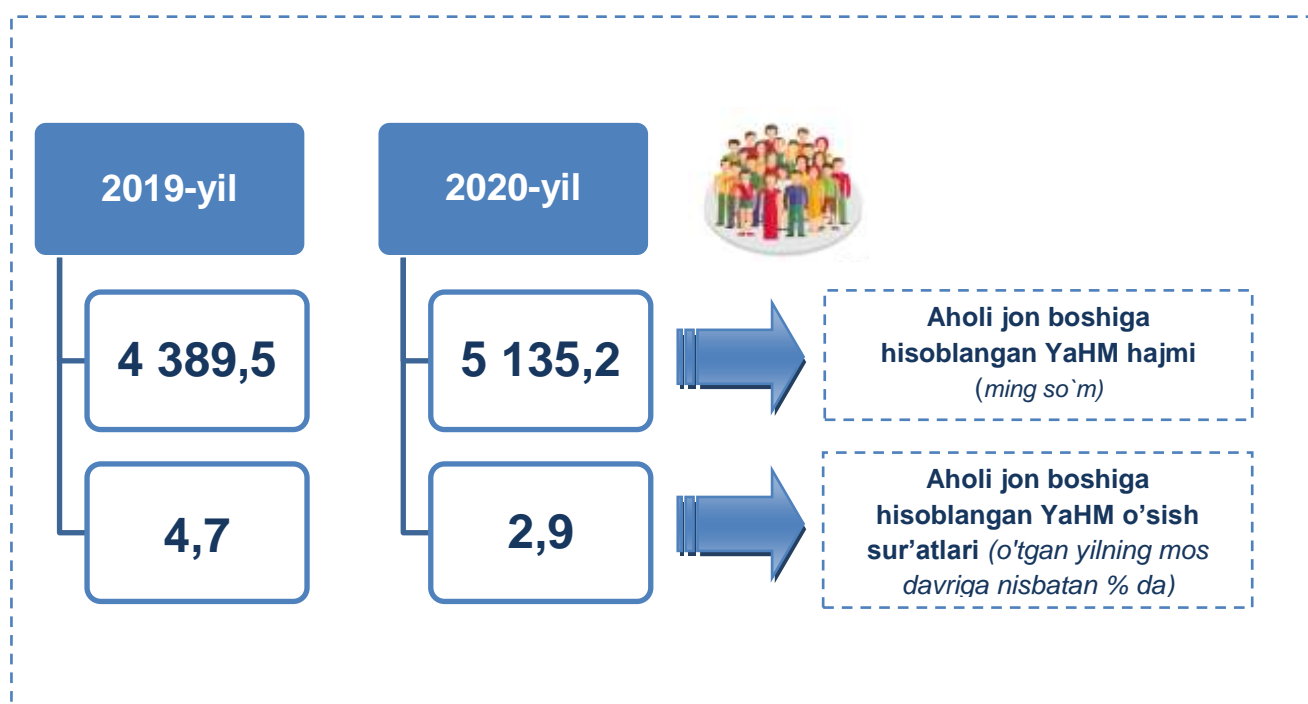 2019-yil
2020-yil
4 389,5
5 135,2
Aholi jon boshiga
hisoblangan YaHM hajmi
(ming so`m)
4,7
2,9
Aholi jon boshiga
hisoblangan YaHM o’sish
sur’atlari (o'tgan yilning mos
davriga nisbatan % da)